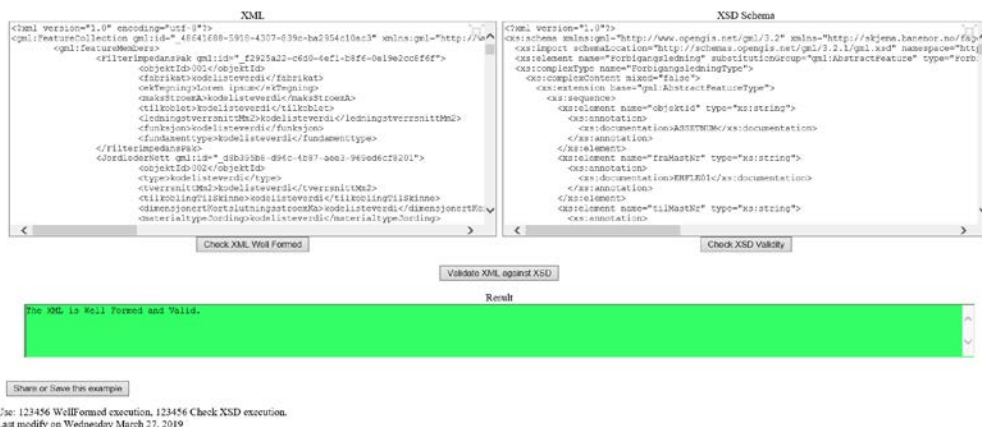 XML
<?xml version="1.0" encoding="utf-8"?>
<gml:FeatureCollection gml:id="_48641688-5918-4307-839c-ba2954c10ac3" xmlns:gml="http://
<gml:featureMembers>
<FilterimpedansPak gml:id="_f2925a22-c6d0-4ef1-b8f6-0a19e2cc8f6f">
<objektId>001</objektId>
<fabrikat>kodelisteverdi</fabrikat>
<ekTegning>Lorem ipsum</ekTegning>
<maksStroemA>kodelisteverdi</maksStroemA>
<tilkoblet>kodelisteverdi</tilkoblet>
<ledningstverrsnittMm2>kodelisteverdi</ledningstverrsnittMm2>
<funksjon>kodelisteverdi</funksjon>
<fundamenttype>kodelisteverdi</fundamenttype>
</FilterimpedansPak>
<JordlederNett gml:id="_d8b395b6-d94c-4b87-aee3-969ed6cf8201">
<objektId>002</objektId>
<type>kodelisteverdi</type>
<tverrsnittMm2>kodelisteverdi</tverrsnittMm2>
<tilkoblingTilSkinne>kodelisteverdi</tilkoblingTilSkinne>
<dimensjonertKortslutningsstroemKa>kodelisteverdi</dimensjonertKo
<materialtypeJording>kodelisteverdi</materialtypeJording>
Check XML Well Formed
XSD Schema
<?xml version="1.0"?>
<xs:schema xmlns:gml="http://www.opengis.net/gml/3.2" xmlns="http://skjema.banenor.no/
<xs:import schemaLocation="http://schemas.opengis.net/gml/3.2.1/gml.xsd" namespace="http
<xs:element name="Forbigangsledning" substitutionGroup="gml:AbstractFeature" type="Forb
<xs:complexType name="ForbigangsledningType">
<xs:complexContent mixed="false">
<xs:extension base="gml:AbstractFeatureType">
<xs:sequence>
<xs:element name="objektid" type="xs:string">
<xs:annotation>
<xs:documentation>ASSETNUM</xs:documentation>
</xs:annotation>
</xs:element>
<xs:element name="fraMastNr" type="xs:string">
<xs:annotation>
<xs:documentation>EHFLE01</xs:documentation>
</xs:annotation>
</xs:element>
<xs:element name="tilMastNr" type="xs:string">
<xs:annotation>
Check XSD Validity
Validate XML against XSD
Result
The XML is Well Formed and Valid.
Share or Save this example
Use: 123456 WellFormed execution, 123456 Check XSD execution.
Last modify on Wednesday March 27, 2019